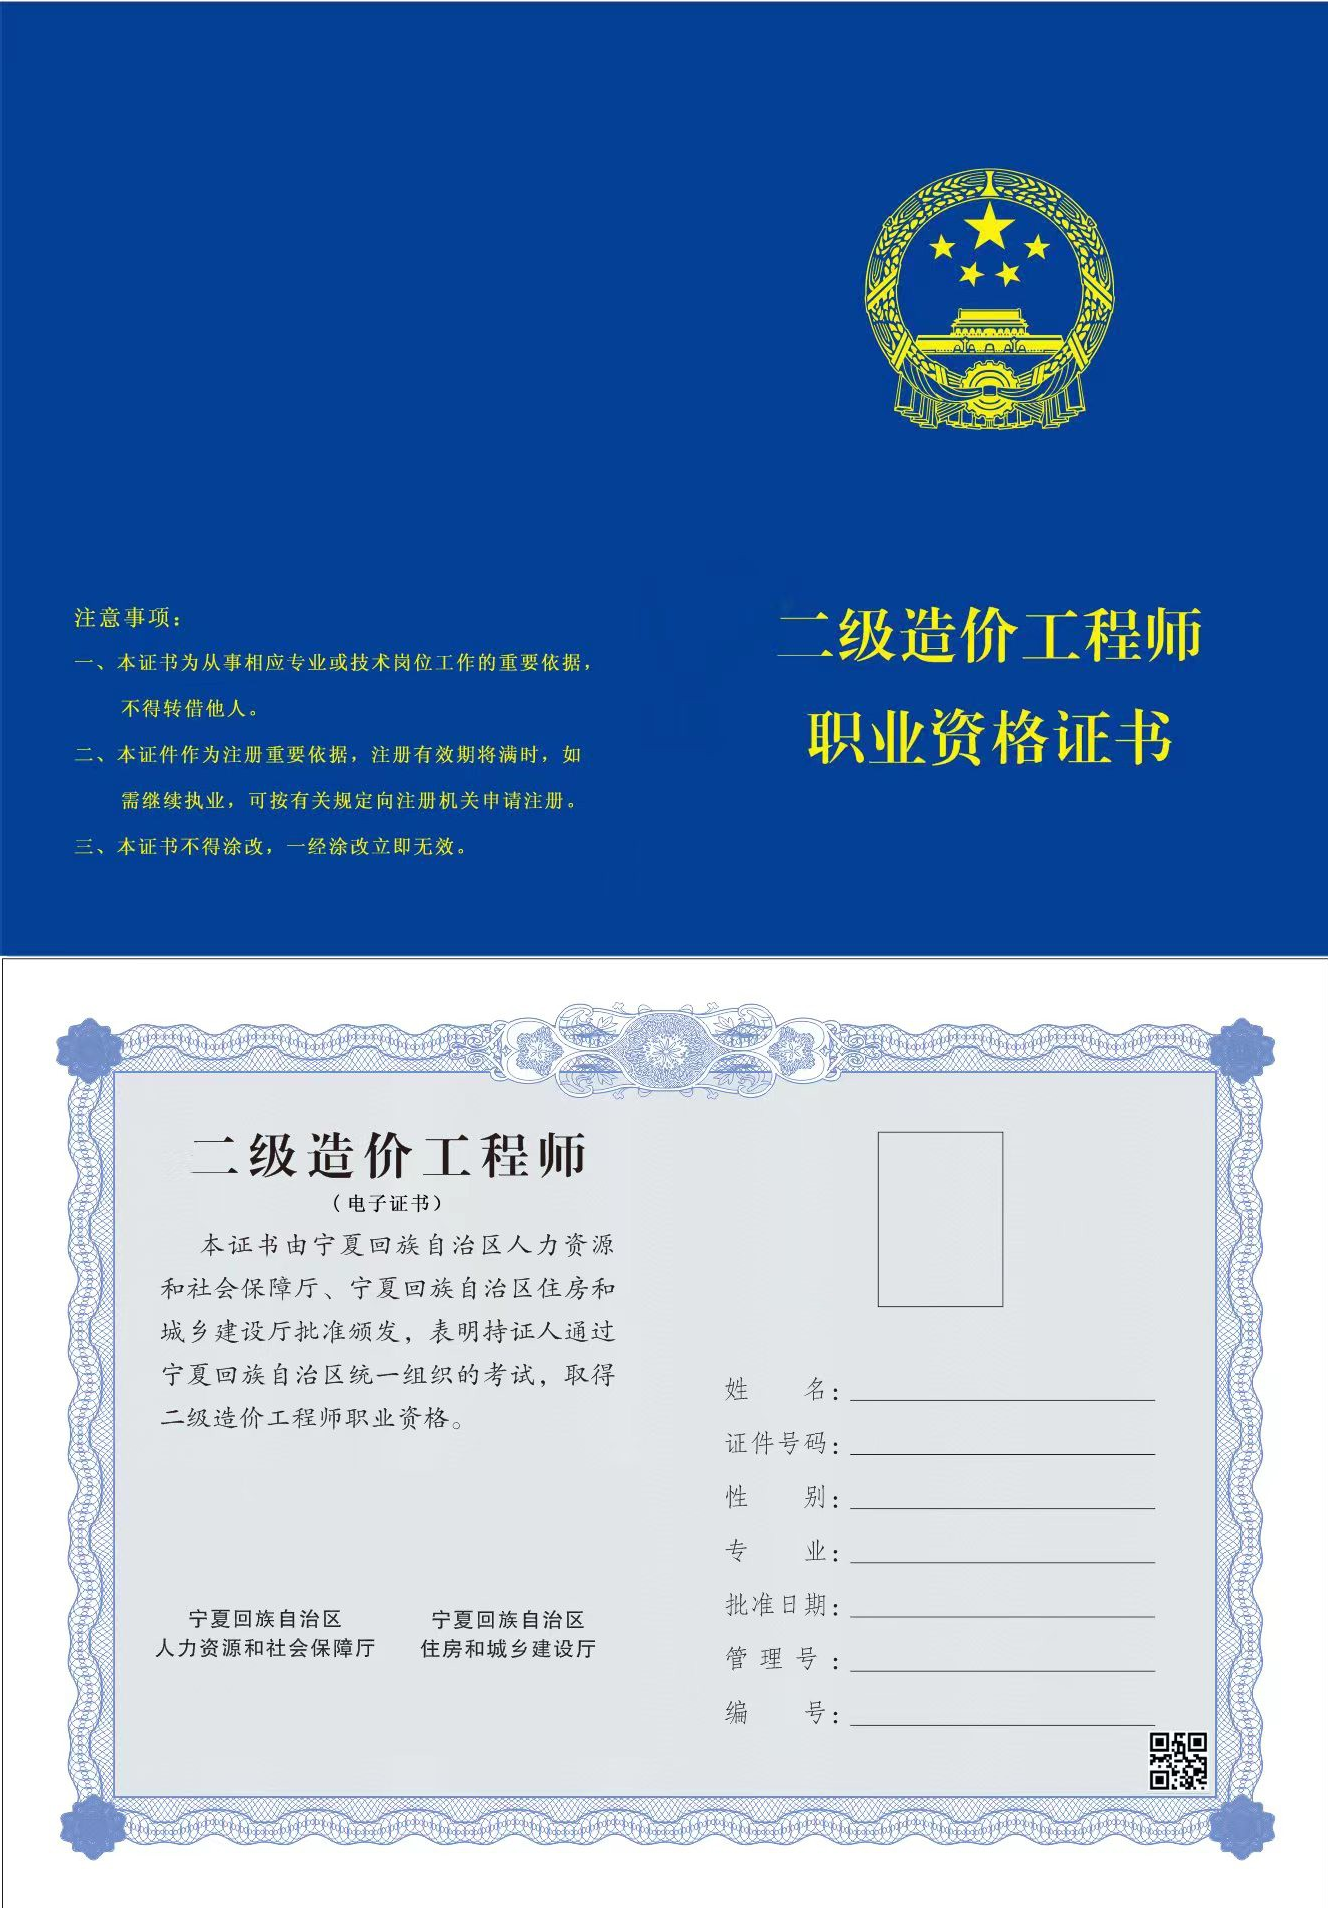 注意事项：
一、本证书为从事相应专业或技术岗位工作的重要依据，
不得转借他人。
二、本证件作为注册重要依据，注册有效期将满时，如
需继续执业，可按有关规定向注册机关申请注册。
三、本证书不得涂改，一经涂改立即无效。
二级造价工程师
职业资格证书
二级造价工程师
（电子证书）
本证书由宁夏回族自治区人力资源
和社会保障厅、宁夏回族自治区住房和
城乡建设厅批准颁发，表明持证人通过
宁夏回族自治区统一组织的考试，取得
二级造价工程师职业资格。
宁夏回族自治区
人力资源和社会保障厅
宁夏回族自治区
住房和城乡建设厅
姓名：
证件号码：
性别：
专业：
批准日期：
管理号：
编号：